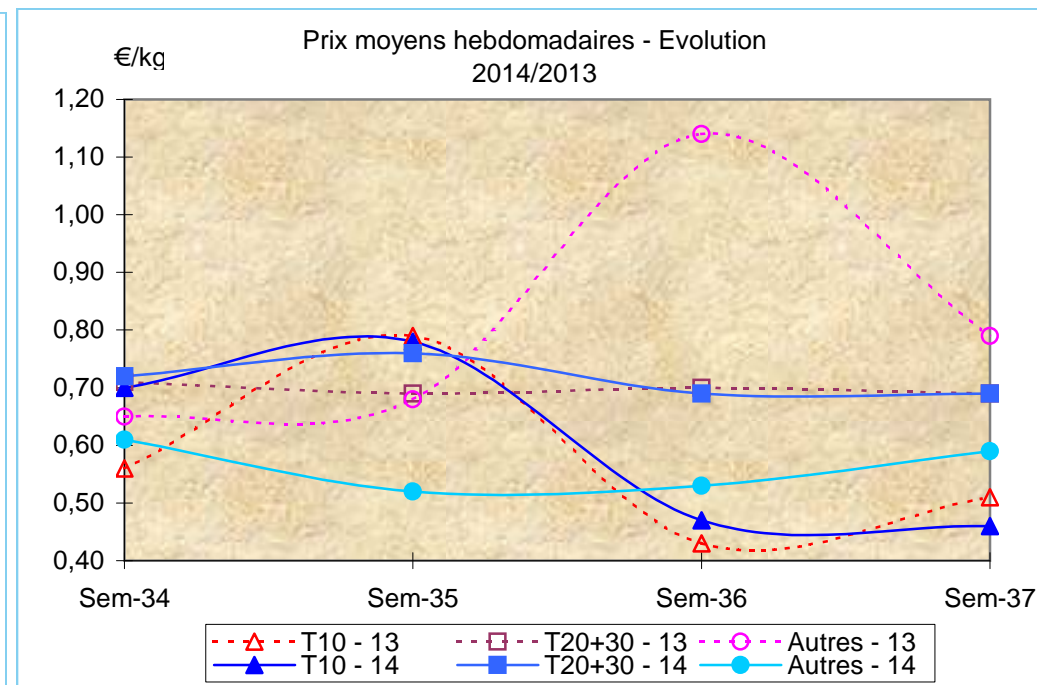 Prix moyens hebdomadaires - Evolution
2014/2013
€/kg
1,20
1,10
1,00
0,90
0,80
0,70
0,60
0,50
0,40
Sem-34 Sem-35 Sem-36 Sem-37
T10 - 13 T20+30 - 13 Autres - 13
T10 - 14 T20+30 - 14 Autres - 14